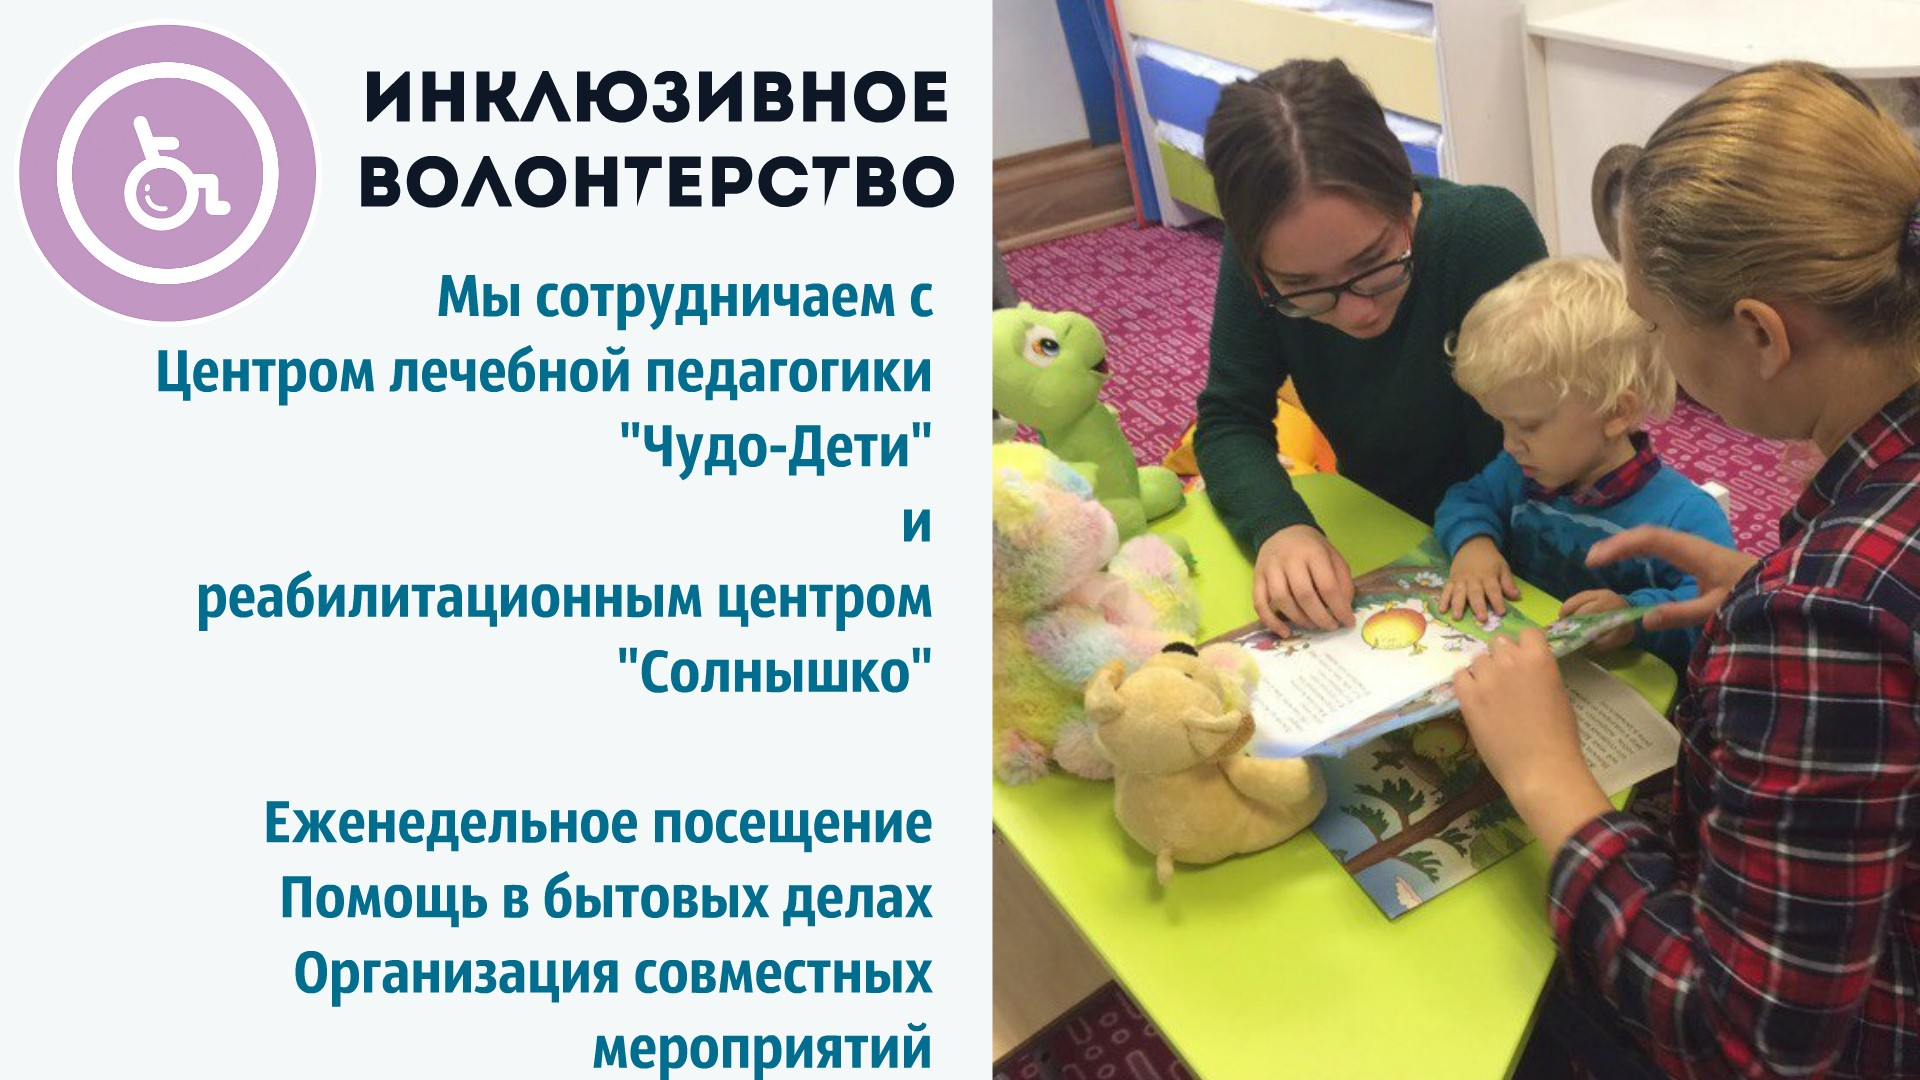 ИНКЛЮЗИВНОЕ
ВОЛОНТЕРСТВО
Мы сотрудничаем с
Центром лечебной педагогики
"Чудо-Дети"
и
реабилитационным центром
"Солнышко"
Еженедельное посещение
Помощь в бытовых делах
Организация совместных
мероприятий